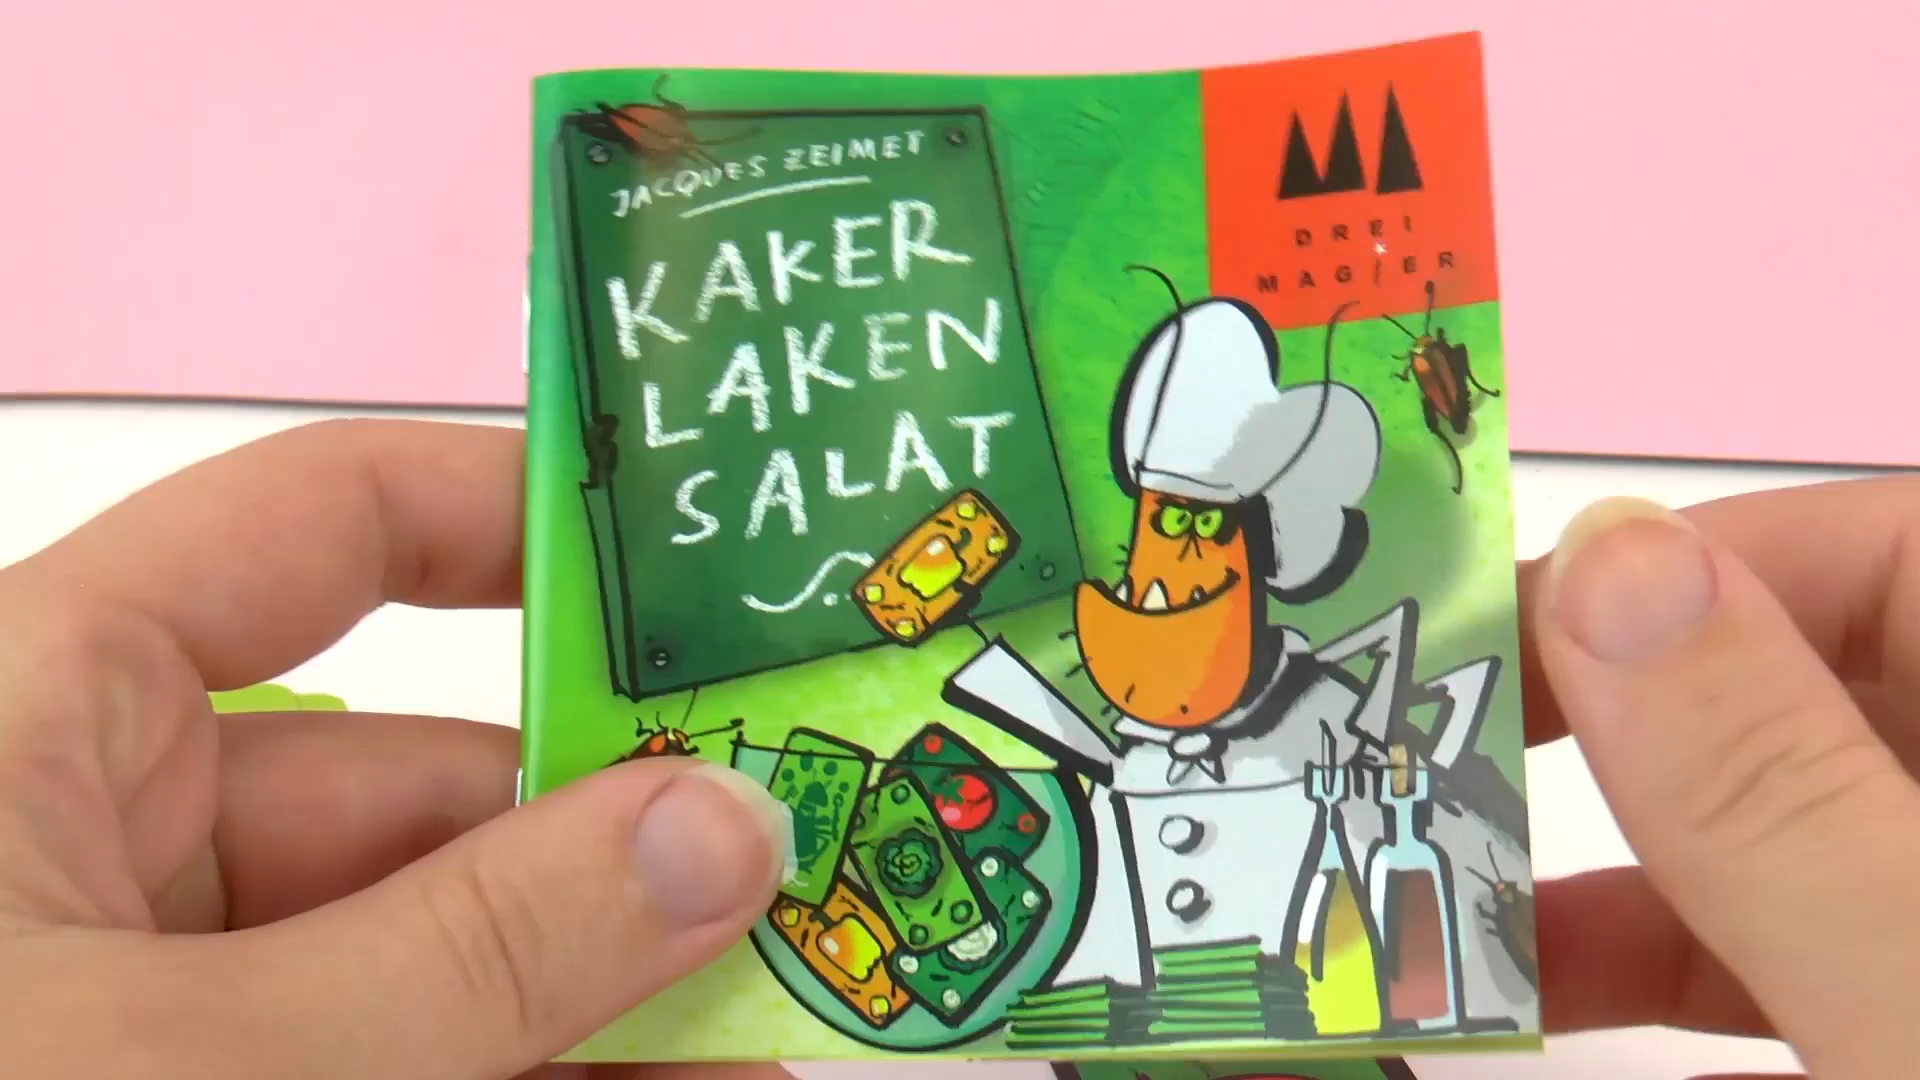 JACQUES ZEIMET
KAKER
LAKEN
SALAT
DREI
MAGIER